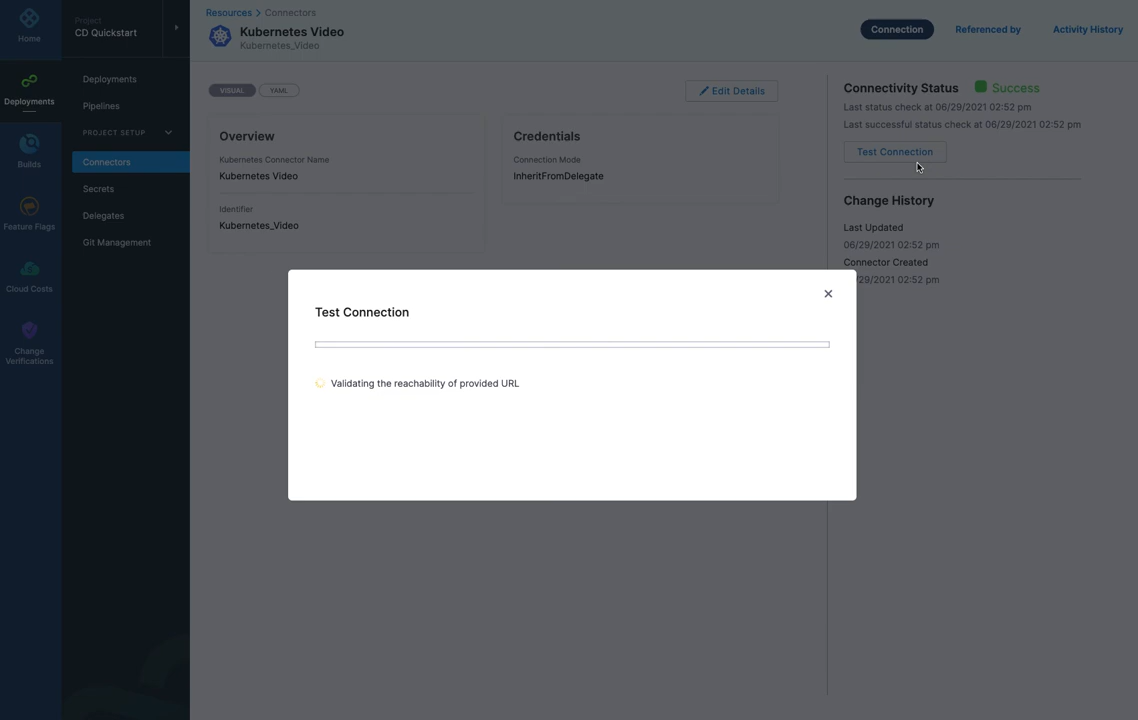 Home
Deployments
Builds
Feature Flags
Cloud Costs
Change
Verifications
Project
CD Quickstart
Deployments
Pipelines
PROJECT SETUP
Connectors
Secrets
Delegates
Git Management
Resources > Connectors
Kubernetes Video
Kubernetes_Video
Connection
Referenced by
Activity History
VISUAL
YAML
Edit Details
Overview
Kubernetes Connector Name
Kubernetes Video
Identifier
Kubernetes_Video
Credentials
Connection Mode
InheritFromDelegate
Connectivity Status
Success
Last status check at 06/29/2021 02:52 pm
Last successful status check at 06/29/2021 02:52 pm
Test Connection
Change History
Last Updated
06/29/2021 02:52 pm
Connector Created
/29/2021 02:52 pm
Test Connection
Validating the reachability of provided URL